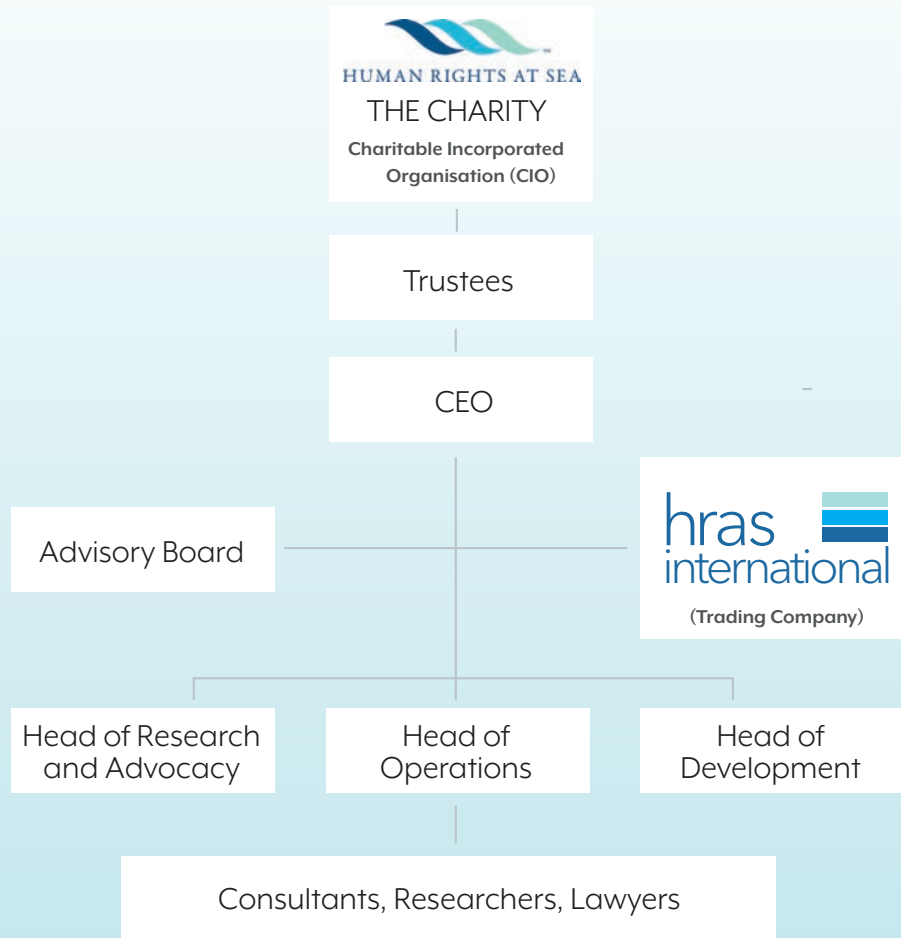 HUMAN RIGHTS AT SEA
THE CHARITY
Charitable Incorporated
Organisation (CIO)
Trustees
CEO
Advisory Board
hras
international
(Trading Company)
Head of Research
and Advocacy
Head of
Operations
Head of
Development
Consultants, Researchers, Lawyers